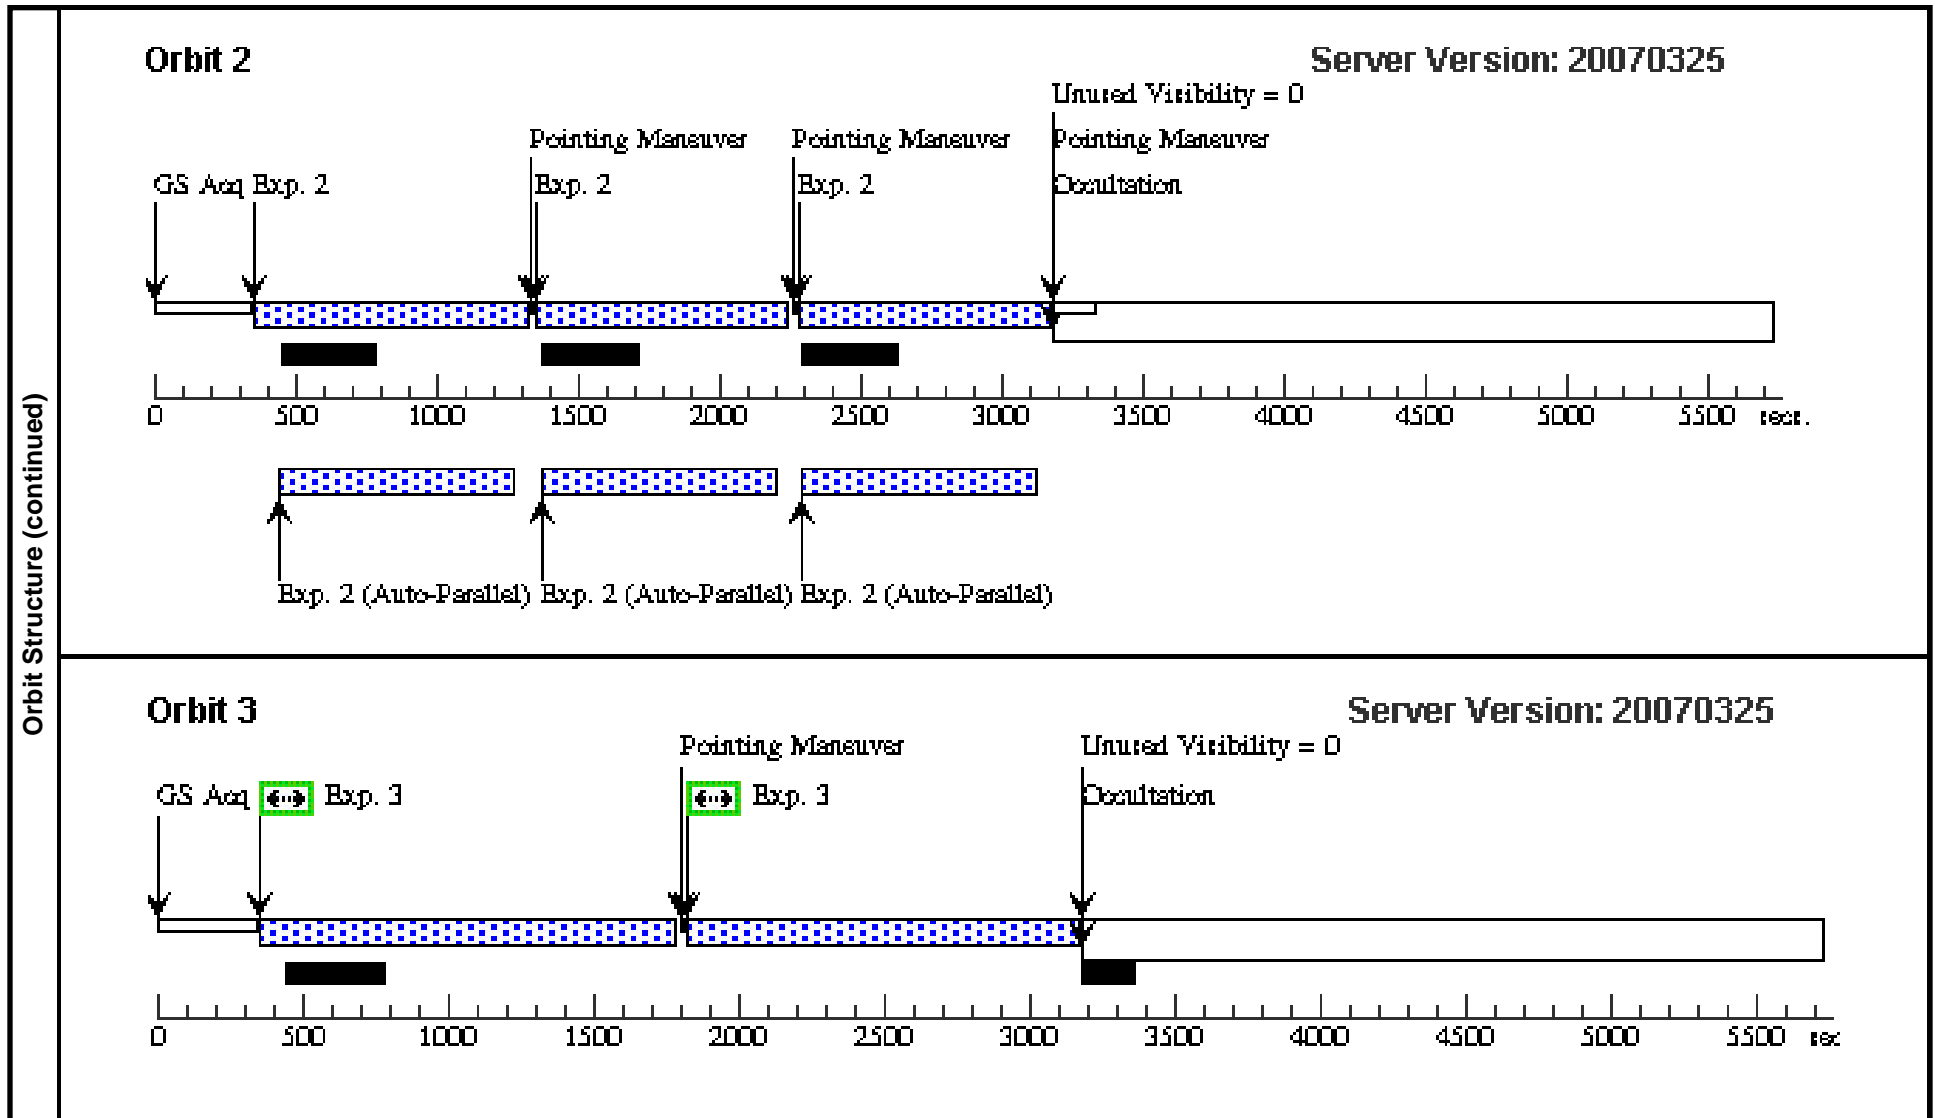 Orbit Structure (continued)
Orbit 2
Server Version: 20070325
Unused Visibility = 0
Pointing Maneuver
Pointing Maneuver
Pointing Maneuver
GS Acq
Exp. 2
Exp. 2
Exp. 2
Occultation
0 500 1000 1500 2000 2500 3000 3500 4000 4500 5000 5500 secs.
Exp. 2 (Auto-Parallel)
Exp. 2 (Auto-Parallel)
Exp. 2 (Auto-Parallel)
Orbit 3
Server Version: 20070325
Pointing Maneuver
Unused Visibility = 0
GS Acq
Exp. 3
Exp. 3
Occultation
0 500 1000 1500 2000 2500 3000 3500 4000 4500 5000 5500 sec